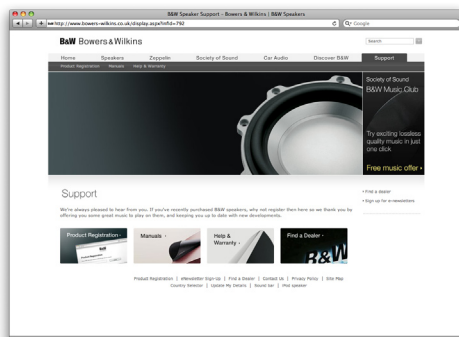 B&W Speaker Support - Bowers & Wilkins | B&W Speakers
http://www.bowers-wilkins.co.uk/display.aspx?infid=792
Google
B&W Bowers & Wilkins
Search
Home Speakers Zeppelin Society of Sound Car Audio Discover B&W Support
Product Registration Manuals Help & Warranty
Society of Sound
B&W Music Club
Try exciting lossless
quality music in just
one click
Free music offer ›
Support
We're always pleased to hear from you. If you've recently purchased B&W speakers, why not register then here so we thank you by
offering you some great music to play on them, and keeping you up to date with new developments.
› Find a dealer
› Sign up for e-newsletters
Product Registration ›
Manuals ›
Help &
Warranty ›
Find a Dealer ›
B&W
Product Registration | eNewsletter Sign-Up | Find a Dealer | Contact Us | Privacy Policy | Site Map
Country Selector | Update My Details | Sound bar | iPod speaker